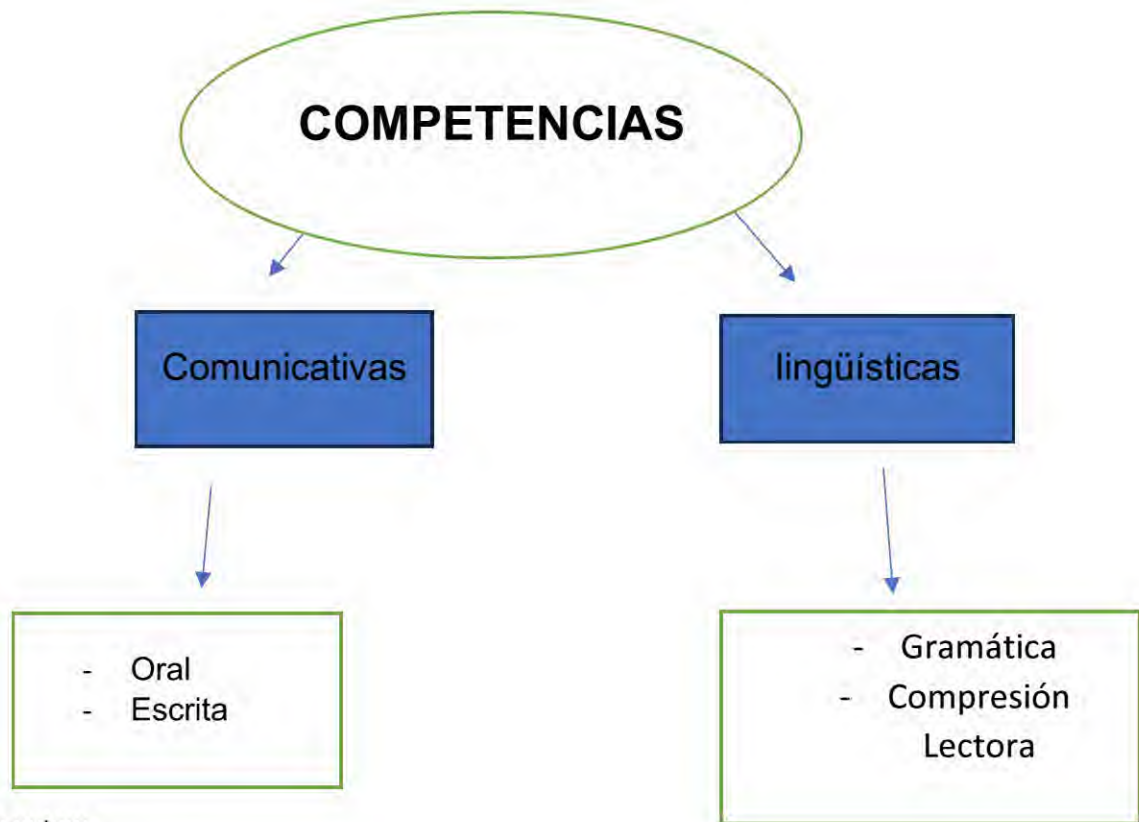 COMPETENCIAS
Comunicativas
lingüísticas
- Oral
- Escrita
- Gramática
- Compresión
Lectora